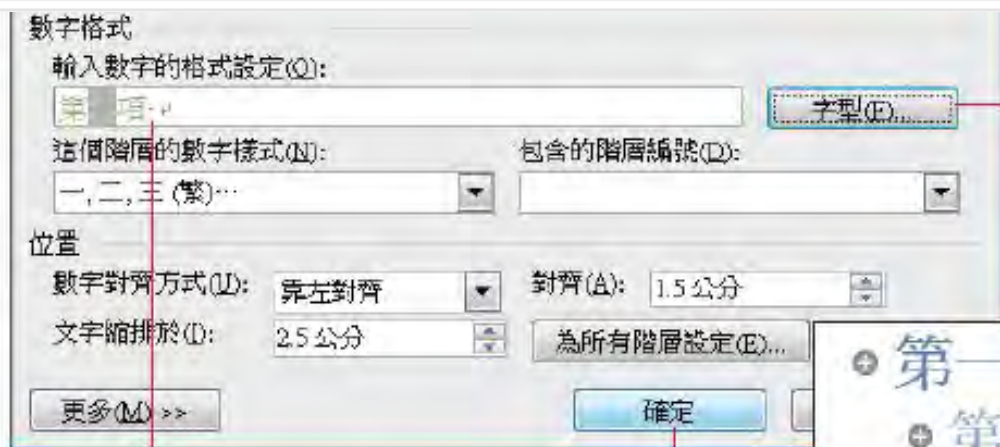 數字格式
輸入數字的格式設定(O):
第 項 字型(F)...
這個階層的數字樣式(N): 包含的階層編號(D):
一, 二, 三 (繁)…
位置
數字對齊方式(U): 靠左對齊 對齊(A): 1.5 公分
文字縮排於(I): 2.5 公分 為所有階層設定(E)...
第一
更多(M) >> 確定
第